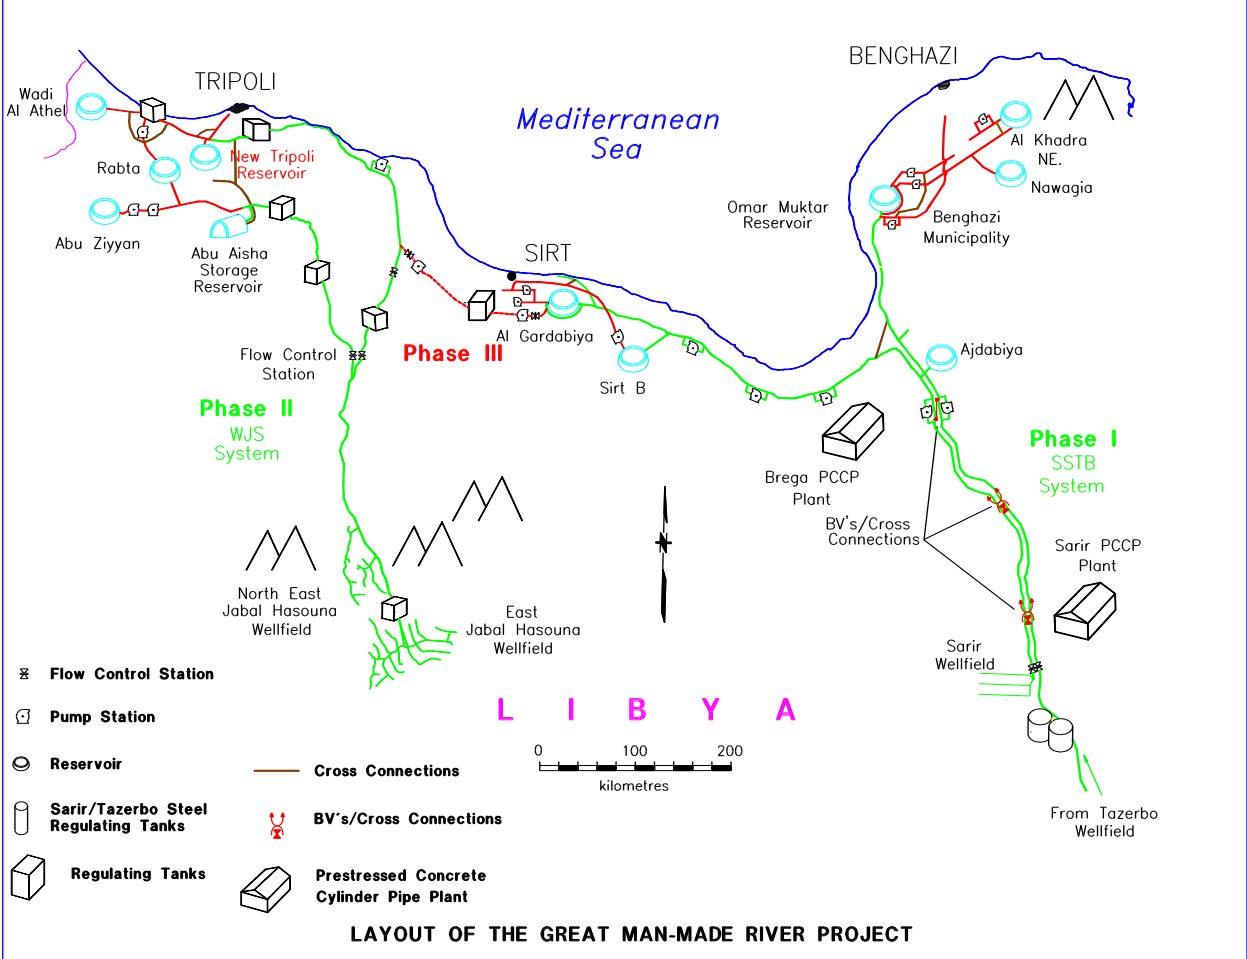 BENGHAZI
TRIPOLI
Wadi
Al Athel
Mediterranean
Sea
Al Khadra
NE.
New Tripoli
Reservoir
Rabta
Nawagia
Omar Muktar
Reservoir
Benghazi
Municipality
Abu Ziyyan
Abu Aisha
Storage
Reservoir
SIRT
Al Gardabiya
Flow Control
Station
Phase III
Ajdabiya
Sirt B
Phase II
WJS
System
Phase I
SSTB
System
Brega PCCP
Plant
BV's/Cross
Connections
Sarir PCCP
Plant
North East
Jabal Hasouna
Wellfield
East
Jabal Hasouna
Wellfield
Sarir
Wellfield
Flow Control Station
LIBYA
Pump Station
0 100 200
kilometres
Reservoir
Cross Connections
Sarir/Tazerbo Steel
Regulating Tanks
BV's/Cross Connections
From Tazerbo
Wellfield
Regulating Tanks
Prestressed Concrete
Cylinder Pipe Plant
LAYOUT OF THE GREAT MAN-MADE RIVER PROJECT